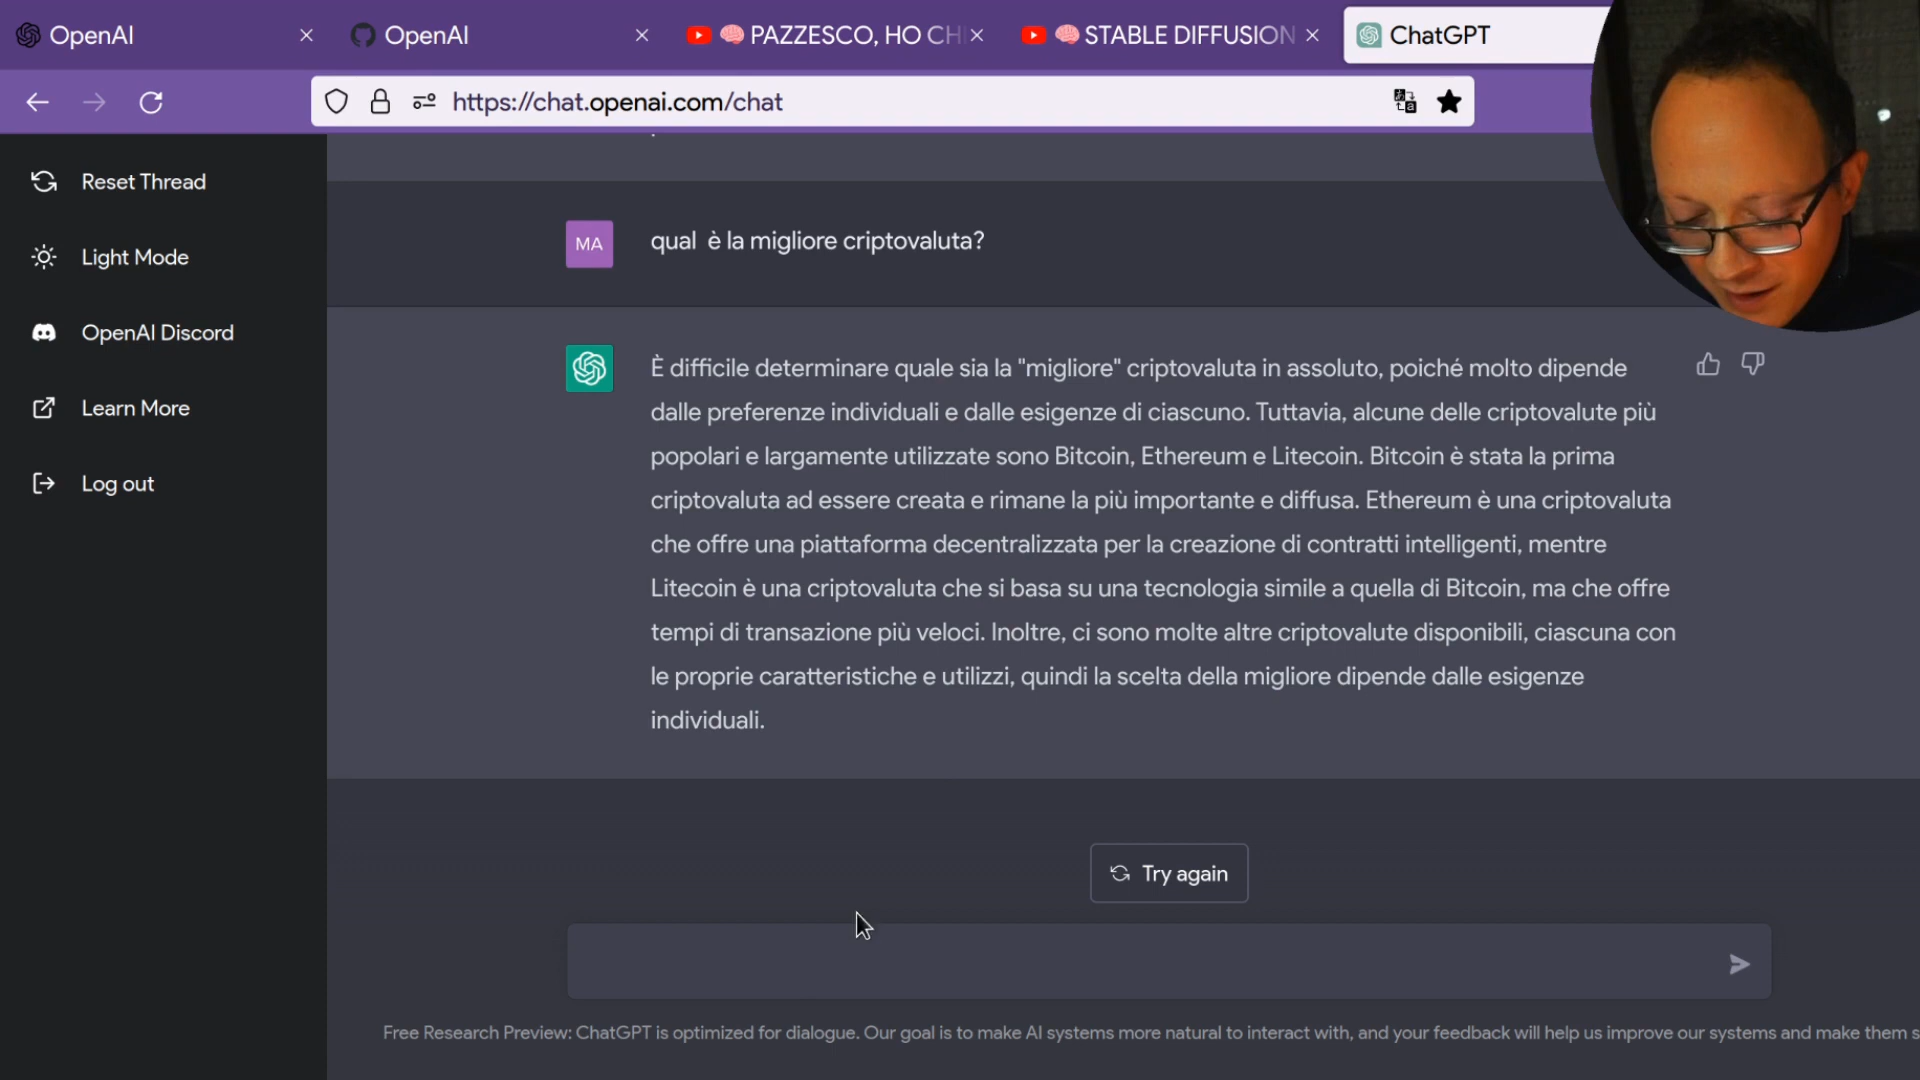 OpenAI
OpenAI
🧠 PAZZESCO, HO CH
🧠 STABLE DIFFUSION
ChatGPT
https://chat.openai.com/chat
Reset Thread
Light Mode
OpenAI Discord
Learn More
Log out
MA
qual  è la migliore criptovaluta?
È difficile determinare quale sia la "migliore" criptovaluta in assoluto, poiché molto dipende
dalle preferenze individuali e dalle esigenze di ciascuno. Tuttavia, alcune delle criptovalute più
popolari e largamente utilizzate sono Bitcoin, Ethereum e Litecoin. Bitcoin è stata la prima
criptovaluta ad essere creata e rimane la più importante e diffusa. Ethereum è una criptovaluta
che offre una piattaforma decentralizzata per la creazione di contratti intelligenti, mentre
Litecoin è una criptovaluta che si basa su una tecnologia simile a quella di Bitcoin, ma che offre
tempi di transazione più veloci. Inoltre, ci sono molte altre criptovalute disponibili, ciascuna con
le proprie caratteristiche e utilizzi, quindi la scelta della migliore dipende dalle esigenze
individuali.
Try again
Free Research Preview: ChatGPT is optimized for dialogue. Our goal is to make AI systems more natural to interact with, and your feedback will help us improve our systems and make them s